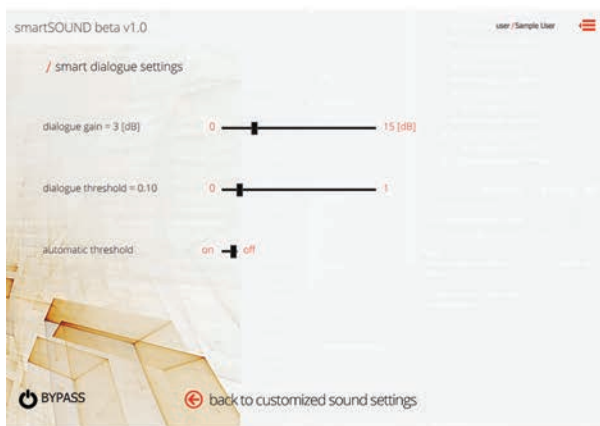 smartSOUND beta v1.0
user /Sample User
/ smart dialogue settings
dialogue gain = 3 [dB] 0 15 [dB]
dialogue threshold = 0.10 0 1
automatic threshold on off
BYPASS
back to customized sound settings